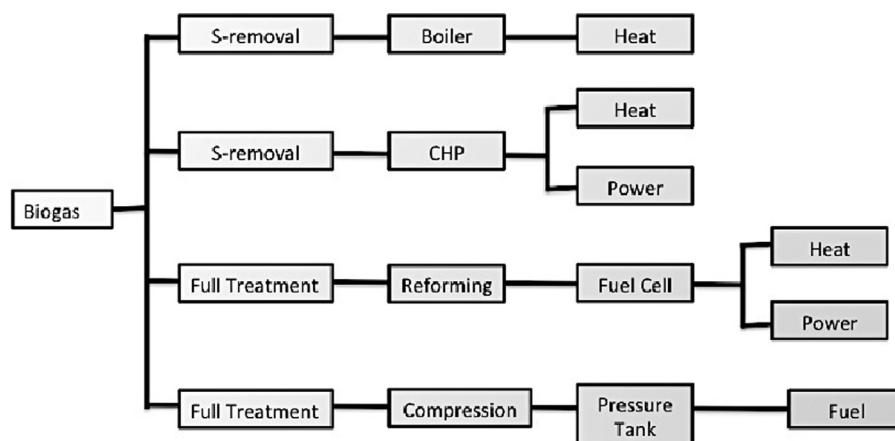 S-removal
Boiler
Heat
S-removal
CHP
Heat
Power
Biogas
Full Treatment
Reforming
Fuel Cell
Heat
Power
Full Treatment
Compression
Pressure
Tank
Fuel